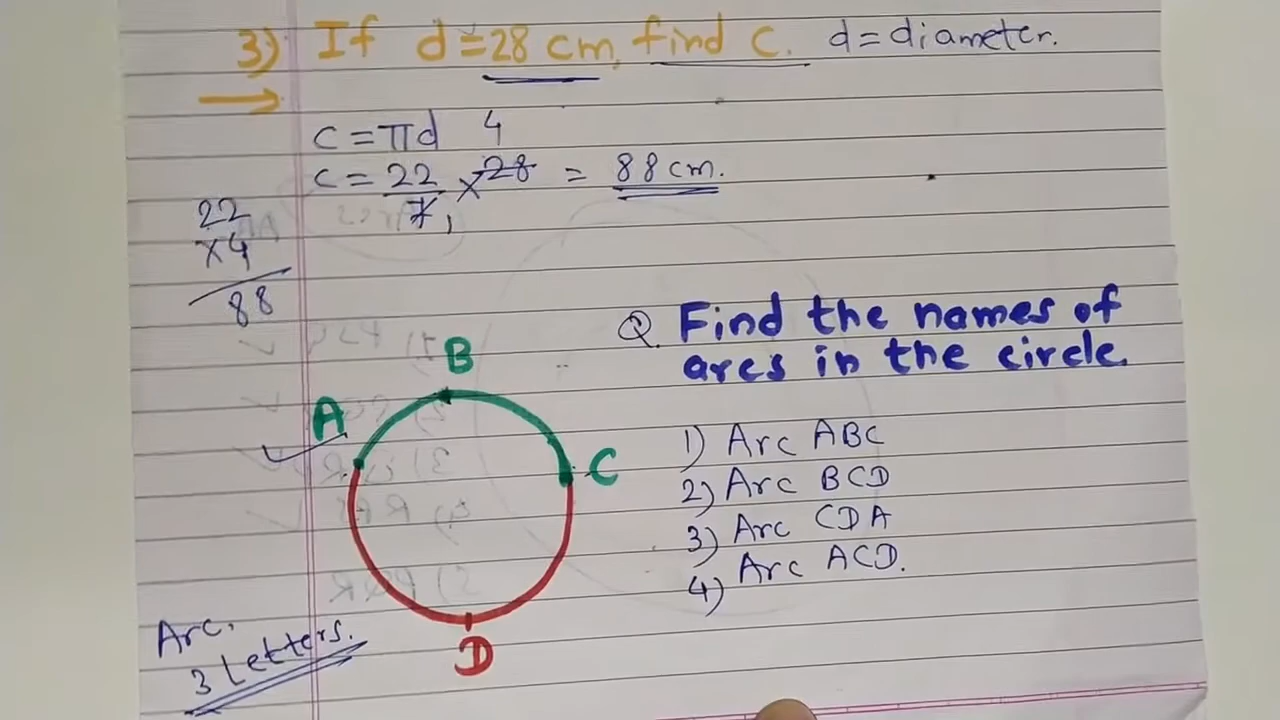 3) If d=28 cm, find c. d=diameter.
c = πd
4
c = 22/7 × 28 = 88 cm.
1
22
×4
88
Q. Find the names of
arcs in the circle.
B
A
C
D
1) Arc ABC
2) Arc BCD
3) Arc CDA
4) Arc ACD.
Arc.
3 Letters.